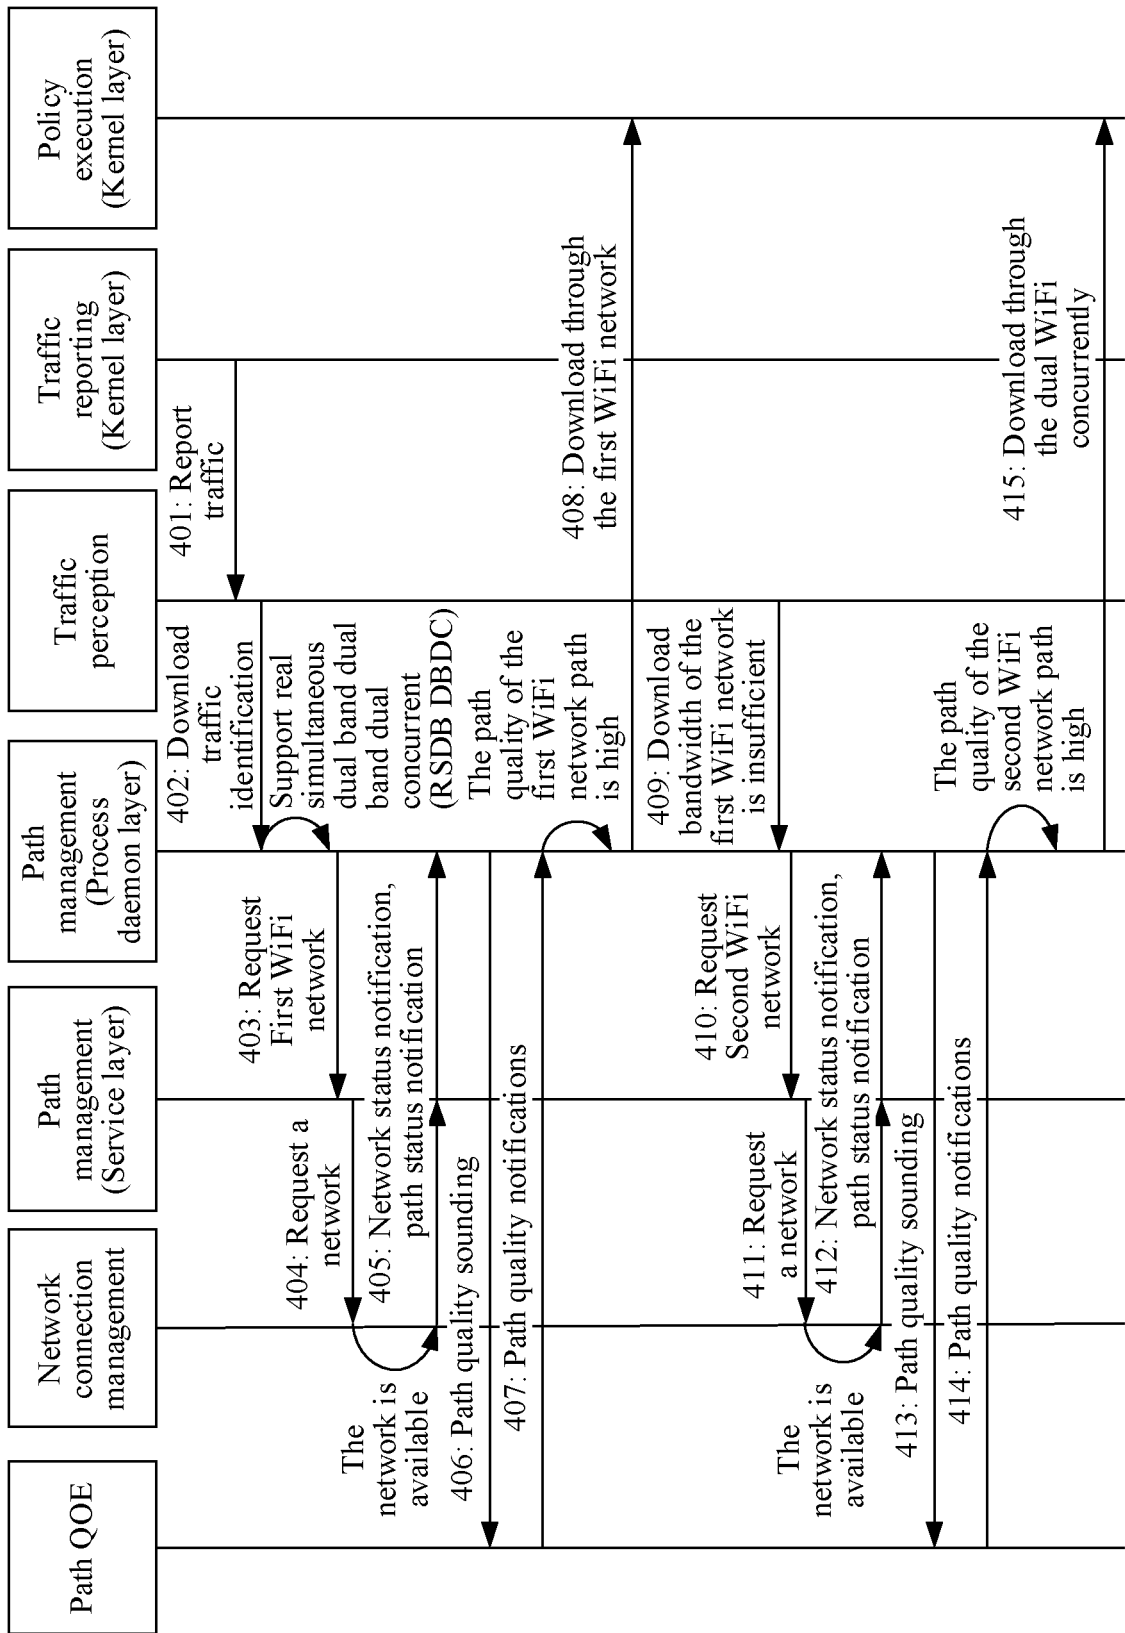 Path QOE
Network
connection
management
Path
management
(Service layer)
Path
management
(Process
daemon layer)
Traffic
perception
Traffic
reporting
(Kernel layer)
Policy
execution
(Kernel layer)
401: Report
traffic
402: Download
traffic
identification
Support real
simultaneous
dual band dual
band dual
concurrent
(RSDB DBDC)
403: Request
First WiFi
network
404: Request a
network
The
network is
available
405: Network status notification,
path status notification
406: Path quality sounding
407: Path quality notifications
The path
quality of the
first WiFi
network path
is high
408: Download through
the first WiFi network
409: Download
bandwidth of the
first WiFi network
is insufficient
410: Request
Second WiFi
network
411: Request
a network
The
network is
available
412: Network status notification,
path status notification
413: Path quality sounding
414: Path quality notifications
The path
quality of the
second WiFi
network path
is high
415: Download through
the dual WiFi
concurrently